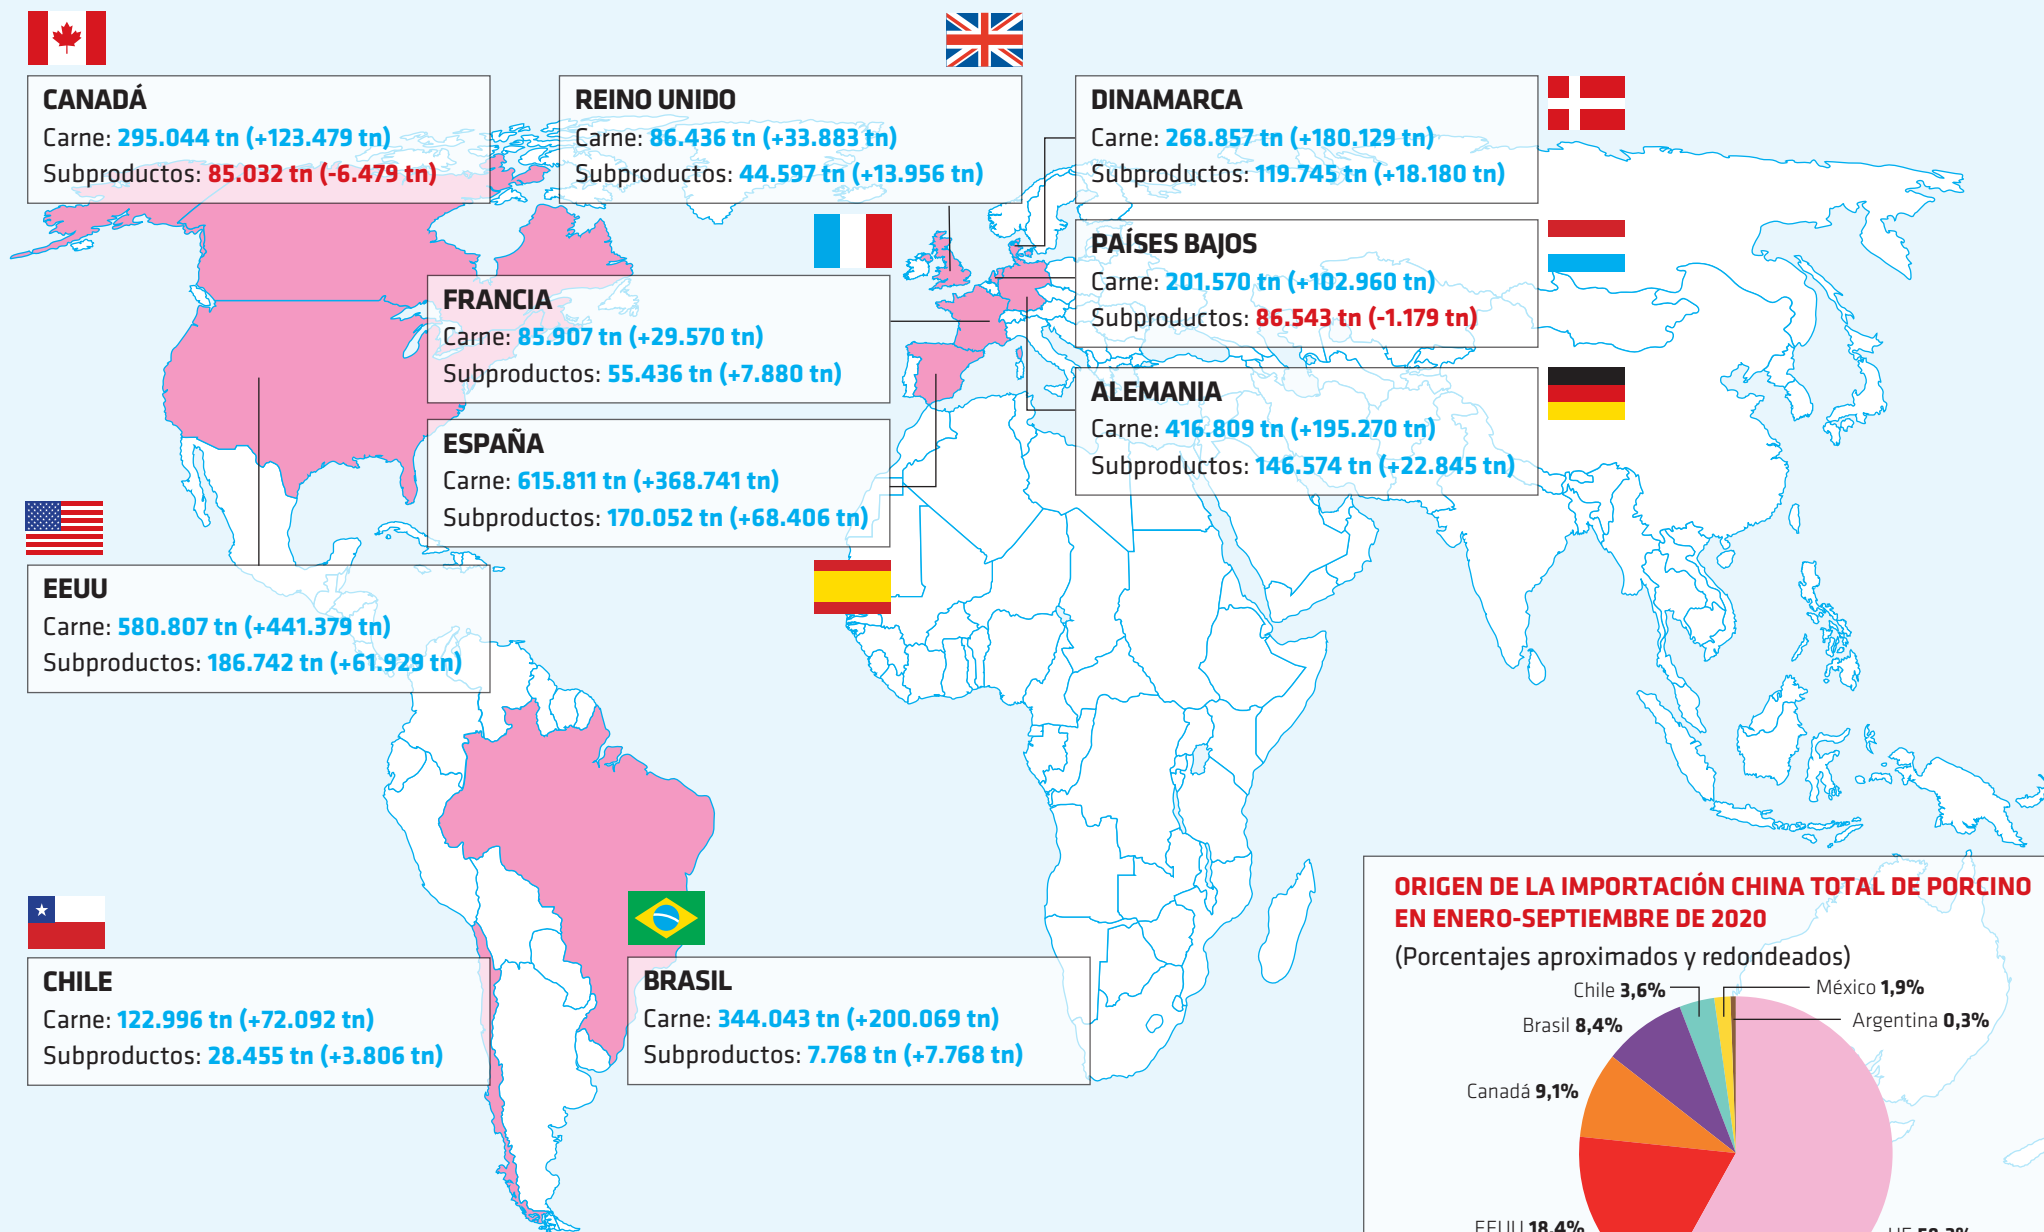 CANADÁ
Carne: 295.044 tn (+123.479 tn)
Subproductos: 85.032 tn (-6.479 tn)
REINO UNIDO
Carne: 86.436 tn (+33.883 tn)
Subproductos: 44.597 tn (+13.956 tn)
DINAMARCA
Carne: 268.857 tn (+180.129 tn)
Subproductos: 119.745 tn (+18.180 tn)
PAÍSES BAJOS
Carne: 201.570 tn (+102.960 tn)
Subproductos: 86.543 tn (-1.179 tn)
FRANCIA
Carne: 85.907 tn (+29.570 tn)
Subproductos: 55.436 tn (+7.880 tn)
ALEMANIA
Carne: 416.809 tn (+195.270 tn)
Subproductos: 146.574 tn (+22.845 tn)
ESPAÑA
Carne: 615.811 tn (+368.741 tn)
Subproductos: 170.052 tn (+68.406 tn)
EEUU
Carne: 580.807 tn (+441.379 tn)
Subproductos: 186.742 tn (+61.929 tn)
CHILE
Carne: 122.996 tn (+72.092 tn)
Subproductos: 28.455 tn (+3.806 tn)
BRASIL
Carne: 344.043 tn (+200.069 tn)
Subproductos: 7.768 tn (+7.768 tn)
ORIGEN DE LA IMPORTACIÓN CHINA TOTAL DE PORCINO
EN ENERO-SEPTIEMBRE DE 2020
(Porcentajes aproximados y redondeados)
Chile 3,6%
México 1,9%
Brasil 8,4%
Argentina 0,3%
Canadá 9,1%
EEUU 18,4%